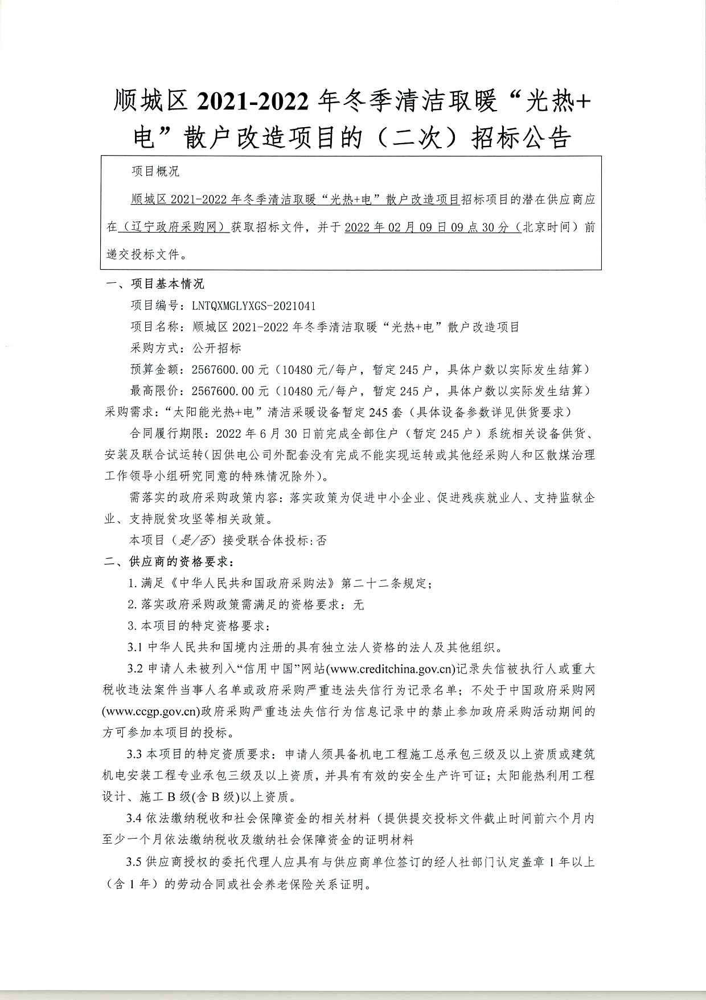 顺城区 2021-2022 年冬季清洁取暖“光热+
电”散户改造项目的（二次）招标公告
项目概况
顺城区 2021-2022 年冬季清洁取暖“光热+电”散户改造项目招标项目的潜在供应商应
在（辽宁政府采购网）获取招标文件，并于 2022 年 02 月 09 日 09 点 30 分（北京时间）前
递交投标文件。
一、项目基本情况
项目编号：LNTQXMGLYXGS-2021041
项目名称：顺城区 2021-2022 年冬季清洁取暖“光热+电”散户改造项目
采购方式：公开招标
预算金额：2567600.00 元（10480 元/每户，暂定 245 户，具体户数以实际发生结算）
最高限价：2567600.00 元（10480 元/每户，暂定 245 户，具体户数以实际发生结算）
采购需求：“太阳能光热+电”清洁采暖设备暂定 245 套（具体设备参数详见供货要求）
合同履行期限：2022 年 6 月 30 日前完成全部住户（暂定 245 户）系统相关设备供货、
安装及联合试运转(因供电公司外配套没有完成不能实现运转或其他经采购人和区散煤治理
工作领导小组研究同意的特殊情况除外)。
需落实的政府采购政策内容：落实政策为促进中小企业、促进残疾就业人、支持监狱企
业、支持脱贫攻坚等相关政策。
本项目（是/否）接受联合体投标:否
二、供应商的资格要求：
1.满足《中华人民共和国政府采购法》第二十二条规定；
2.落实政府采购政策需满足的资格要求：无
3.本项目的特定资格要求：
3.1 中华人民共和国境内注册的具有独立法人资格的法人及其他组织。
3.2 申请人未被列入“信用中国”网站(www.creditchina.gov.cn)记录失信被执行人或重大
税收违法案件当事人名单或政府采购严重违法失信行为记录名单；不处于中国政府采购网
(www.ccgp.gov.cn)政府采购严重违法失信行为信息记录中的禁止参加政府采购活动期间的
方可参加本项目的投标。
3.3 本项目的特定资质要求：申请人须具备机电工程施工总承包三级及以上资质或建筑
机电安装工程专业承包三级及以上资质，并具有有效的安全生产许可证；太阳能热利用工程
设计、施工 B 级(含 B 级)以上资质。
3.4 依法缴纳税收和社会保障资金的相关材料（提供提交投标文件截止时间前六个月内
至少一个月依法缴纳税收及缴纳社会保障资金的证明材料
3.5 供应商授权的委托代理人应具有与供应商单位签订的经人社部门认定盖章 1 年以上
（含 1 年）的劳动合同或社会养老保险关系证明。